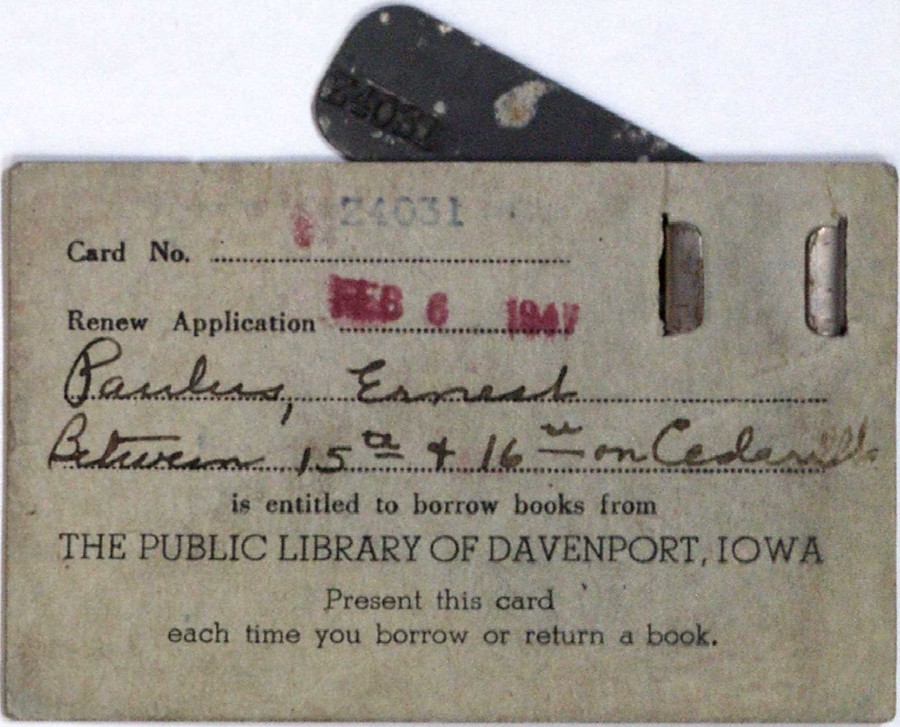 24031
24031
Card No.
Renew Application FEB 6 1947
Paulus, Ernest
Between 15th & 16th on Cedar
is entitled to borrow books from
THE PUBLIC LIBRARY OF DAVENPORT, IOWA
Present this card
each time you borrow or return a book.